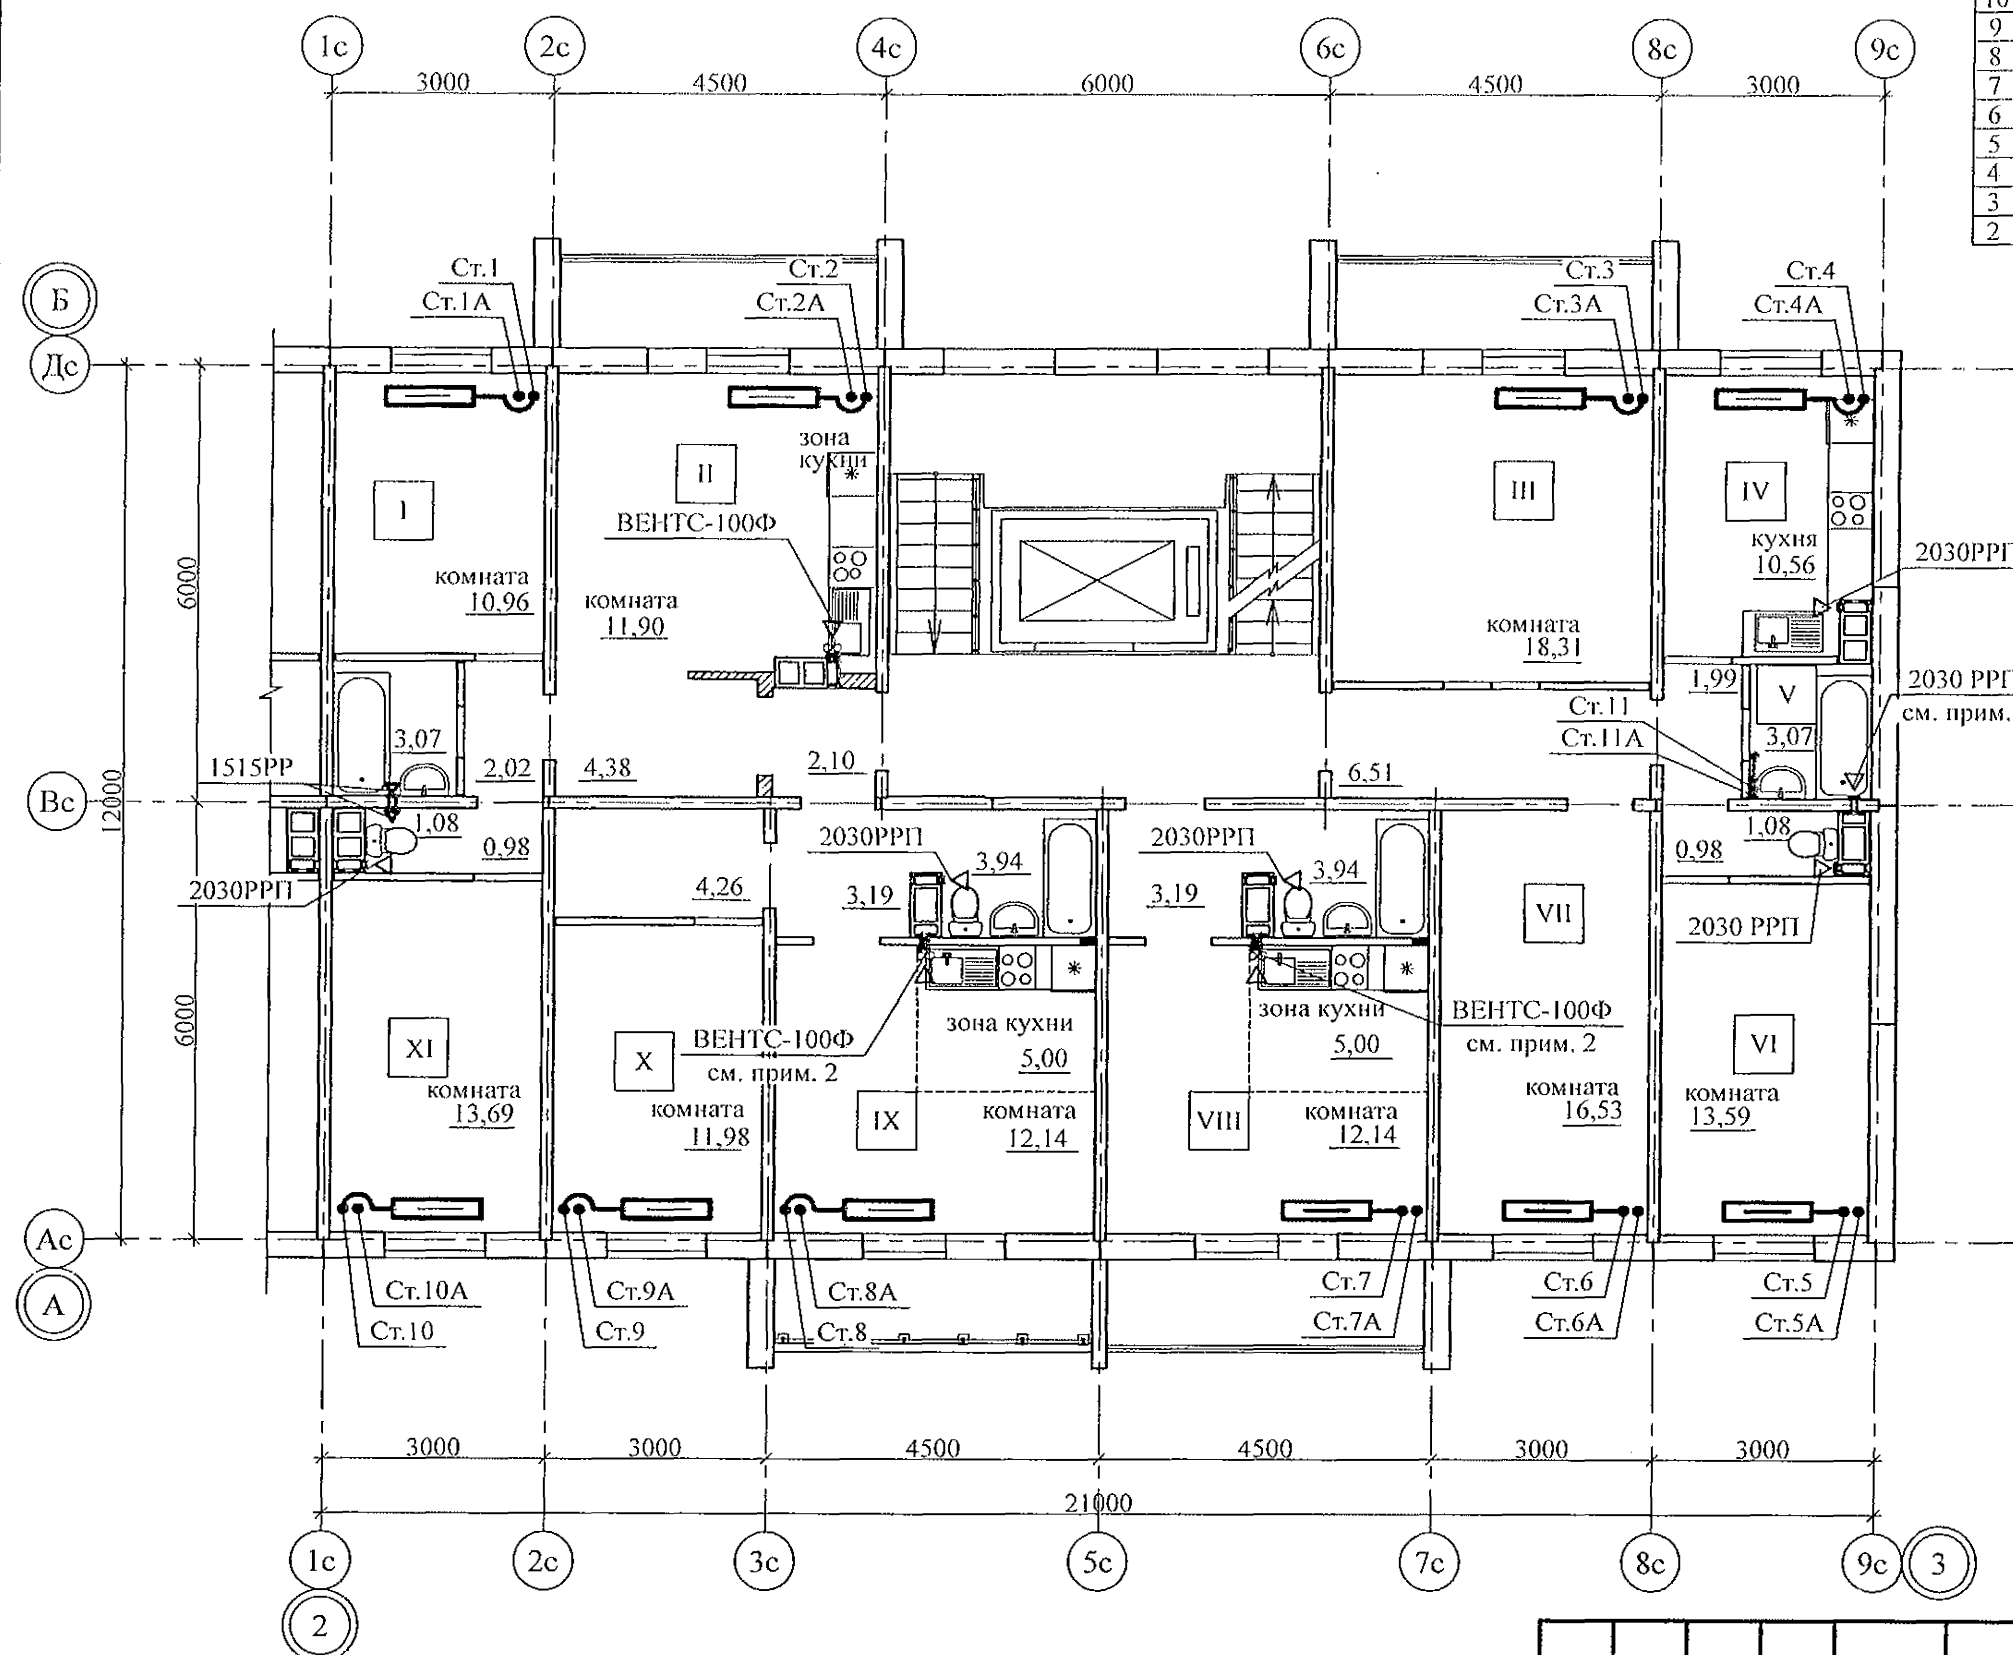 1с 2с 4с 6с 8с 9с
3000 4500 6000 4500 3000
10
9
8
7
6
5
4
3
2
Б
Дс
Ст.1
Ст.1А
Ст.2
Ст.2А
Ст.3
Ст.3А
Ст.4
Ст.4А
зона
кухни
I
II
III
IV
ВЕНТС-100Ф
комната
10,96
комната
11,90
комната
18,31
кухня
10,56
2030РРП
6000
12000
1,99
V
2030 РРП
см. прим.
Ст.11
Ст.11А
3,07
3,07
1515РР
2,02
4,38
2,10
6,51
Вс
1,08
0,98
2030РРП
2030РРП
3,94
3,19
2030РРП
3,94
3,19
1,08
0,98
2030 РРП
4,26
VII
6000
XI
X
ВЕНТС-100Ф
см. прим. 2
зона кухни
5,00
зона кухни
5,00
ВЕНТС-100Ф
см. прим. 2
VI
комната
13,69
комната
11,98
IX
комната
12,14
VIII
комната
12,14
комната
16,53
комната
13,59
Ас
А
Ст.10А
Ст.10
Ст.9А
Ст.9
Ст.8А
Ст.8
Ст.7
Ст.7А
Ст.6
Ст.6А
Ст.5
Ст.5А
3000 3000 4500 4500 3000 3000
21000
1с 2с 3с 5с 7с 8с 9с 3
2